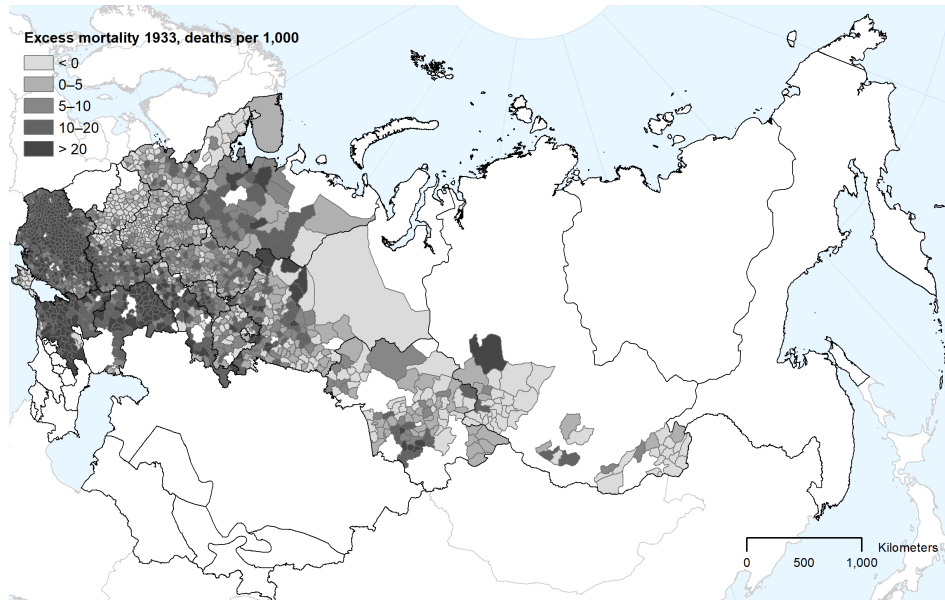 Excess mortality 1933, deaths per 1,000
< 0
0–5
5–10
10–20
> 20
Kilometers
0 500 1,000